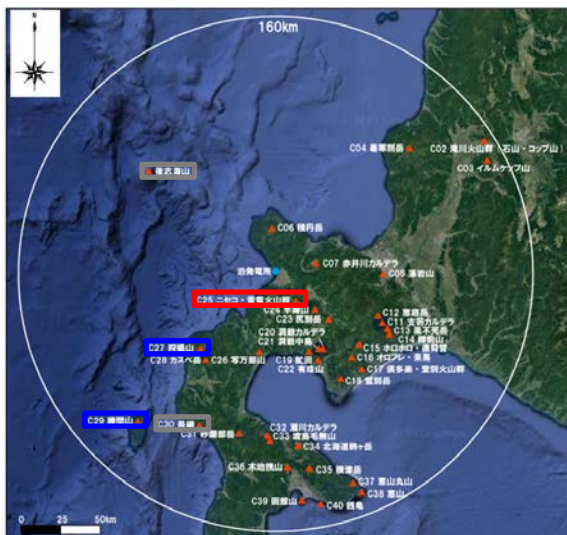 N
160km
C04 暑寒別岳
C02 滝川火山群(石山・コップ山)
C03 イルムケップ山
後志海山
C06 積丹岳
C07 赤井川カルデラ
泊発電所
C05 藻岩山
C25 ニセコ・雷電火山群
C24 羊蹄山
C23 尻別岳
C12 恵庭岳
C11 支笏カルデラ
C13 風不死岳
C14 樽前山
C20 洞爺カルデラ
C21 洞爺中島
C15 ホロホロ・徳舜瞥
C27 狩場山
C28 カスベ岳
C26 写万部山
C19 有珠山
C16 オロフレ・来馬
C22 有珠山
C17 倶多楽・登別火山群
C18 鷲別岳
C29 勝澗山
C30 長磯
C31 砂蘭部岳
C32 濁川カルデラ
C33 渡島毛無山
C34 北海道駒ヶ岳
C36 木地挽山
C35 横津岳
C37 恵山丸山
C38 恵山
C39 函館山
C40 銭亀
0 25 50km